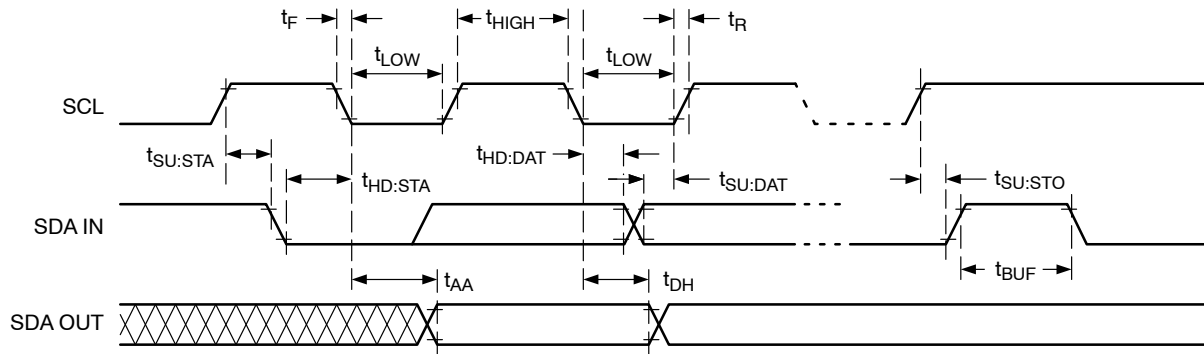 tF tHIGH tR
tLOW tLOW
SCL
tSU:STA tHD:DAT
tHD:STA tSU:DAT tSU:STO
SDA IN
tAA tDH tBUF
SDA OUT